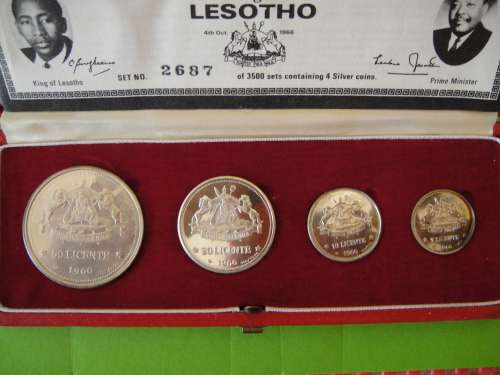 LESOTHO
4th Oct. 1966
King of Lesotho
SET NO. 2687 of 3500 sets containing 4 Silver coins.
Prime Minister
50 LICENTE
1966
20 LICENTE
1966
10 LICENTE
1966
5 LICENTE
1966